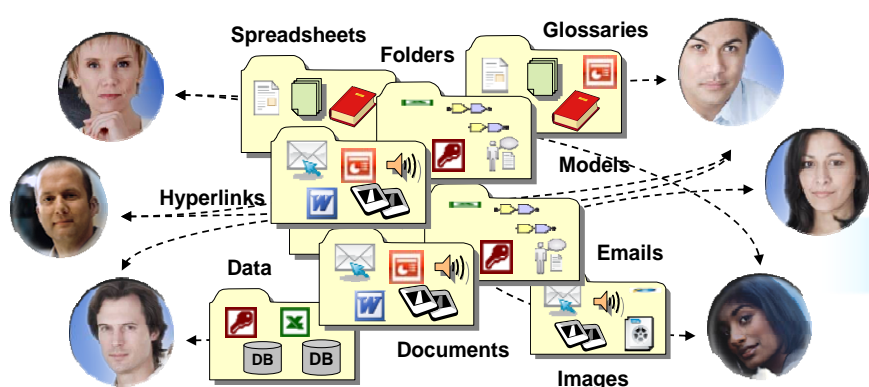 Spreadsheets
Glossaries
Folders
Models
Hyperlinks
Data
Emails
DB
DB
Documents
Images